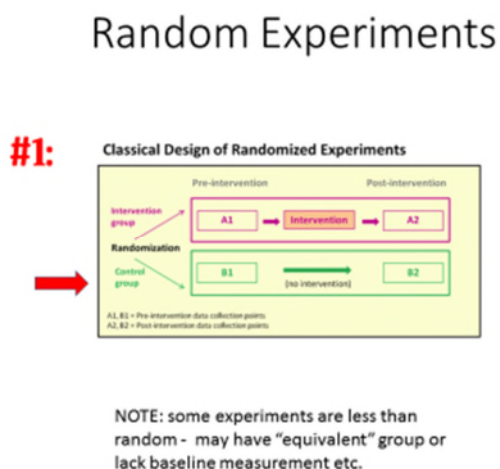 Random Experiments
#1:
Classical Design of Randomized Experiments
Pre-intervention
Post-intervention
Intervention
group
A1
Intervention
A2
Randomization
Control
group
B1
(no intervention)
B2
A1, B1 = Pre-intervention data collection points
A2, B2 = Post-intervention data collection points
NOTE: some experiments are less than
random - may have “equivalent” group or
lack baseline measurement etc.